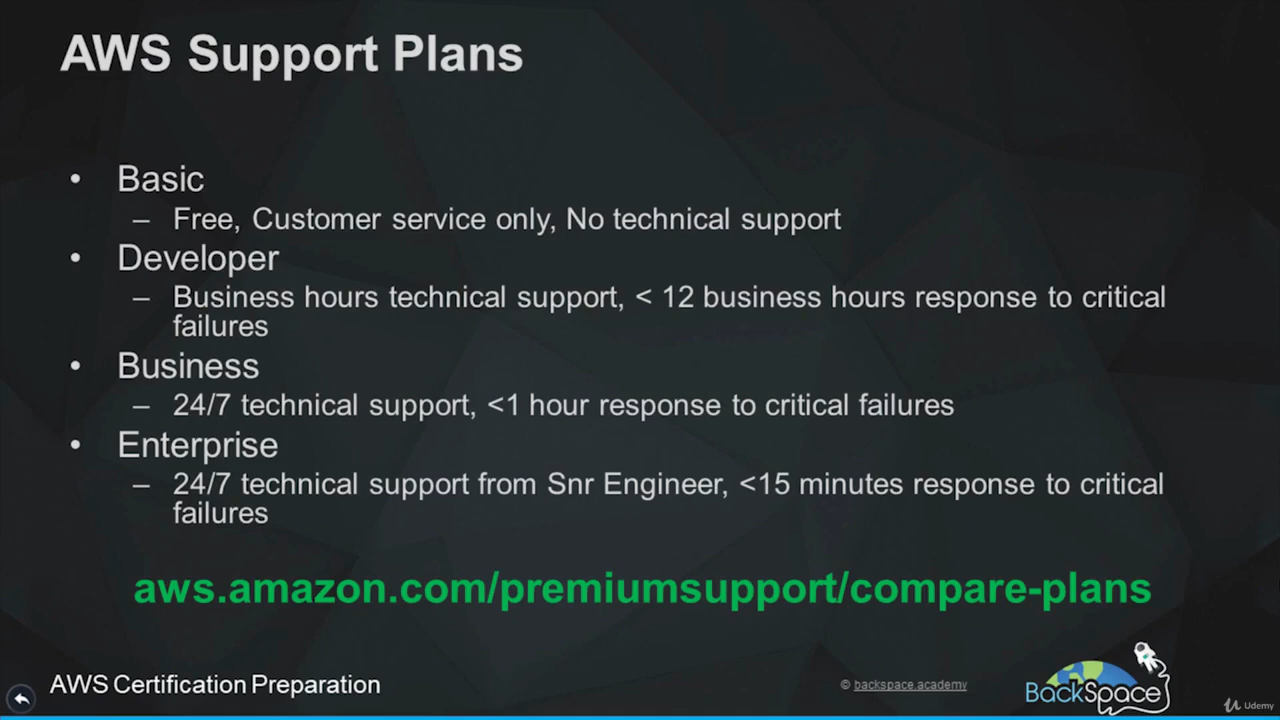 AWS Support Plans
• Basic
– Free, Customer service only, No technical support
• Developer
– Business hours technical support, < 12 business hours response to critical
failures
• Business
– 24/7 technical support, <1 hour response to critical failures
• Enterprise
– 24/7 technical support from Snr Engineer, <15 minutes response to critical
failures
aws.amazon.com/premiumsupport/compare-plans
AWS Certification Preparation
© backspace.academy
BackSpace
Udemy